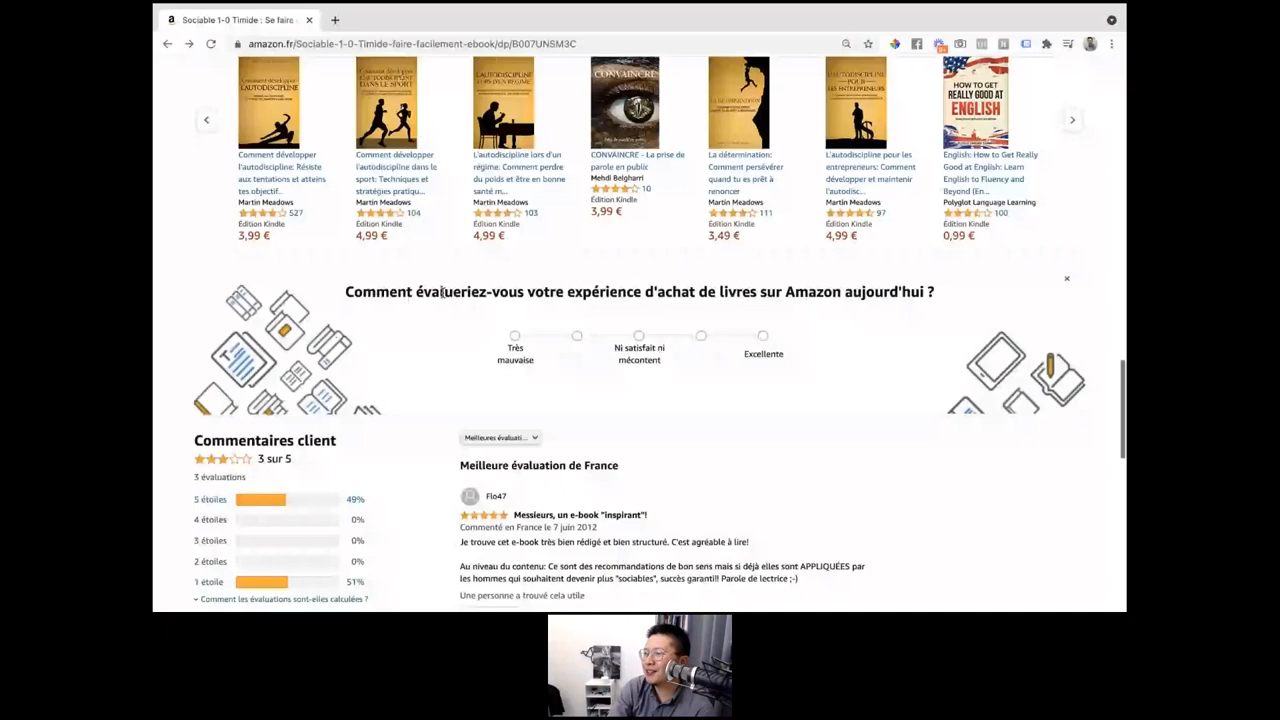 Sociable 1-0 Timide : Se faire
amazon.fr/Sociable-1-0-Timide-faire-facilement-ebook/dp/B007UNSM3C
Comment développer
l'autodiscipline: Résiste
aux tentations et atteins
tes objectif...
Martin Meadows
527
Édition Kindle
3,99 €
Comment développer
l'autodiscipline dans le
sport: Techniques et
stratégies pratiqu...
Martin Meadows
104
Édition Kindle
4,99 €
L'autodiscipline lors d'un
régime: Comment perdre
du poids et être en bonne
santé m...
Martin Meadows
103
Édition Kindle
4,99 €
CONVAINCRE
CONVAINCRE - La prise de
parole en public
Mehdi Belgharri
10
Édition Kindle
3,99 €
La détermination:
Comment persévérer
quand tu es prêt à
renoncer
Martin Meadows
111
Édition Kindle
3,49 €
L'autodiscipline pour les
entrepreneurs: Comment
développer et maintenir
l'autodisc...
Martin Meadows
97
Édition Kindle
4,99 €
HOW TO
GET
REALLY GOOD AT
ENGLISH
English: How to Get Really
Good at English: Learn
English to Fluency and
Beyond (En...
Polyglot Language Learning
100
Édition Kindle
0,99 €
Comment évalueriez-vous votre expérience d'achat de livres sur Amazon aujourd'hui ?
Très
mauvaise
Ni satisfait ni
mécontent
Excellente
Commentaires client
3 sur 5
3 évaluations
5 étoiles 49%
4 étoiles 0%
3 étoiles 0%
2 étoiles 0%
1 étoile 51%
Comment les évaluations sont-elles calculées ?
Meilleures évaluati...
Meilleure évaluation de France
Flo47
Messieurs, un e-book "inspirant"!
Commenté en France le 7 juin 2012
Je trouve cet e-book très bien rédigé et bien structuré. C'est agréable à lire!
Au niveau du contenu: Ce sont des recommandations de bon sens mais si déjà elles sont APPLIQUÉES par
les hommes qui souhaitent devenir plus "sociables", succès garanti!! Parole de lectrice ;-)
Une personne a trouvé cela utile